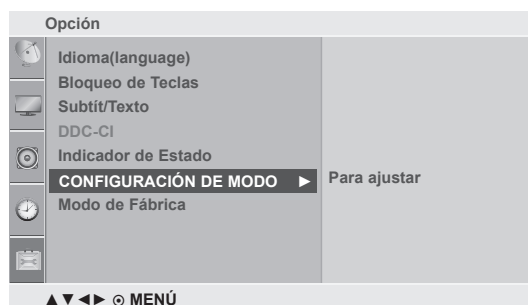 Opción
Idioma(language)
Bloqueo de Teclas
Subtít/Texto
DDC-CI
Indicador de Estado
CONFIGURACIÓN DE MODO ► Para ajustar
Modo de Fábrica
▲▼◄► ⊙ MENÚ